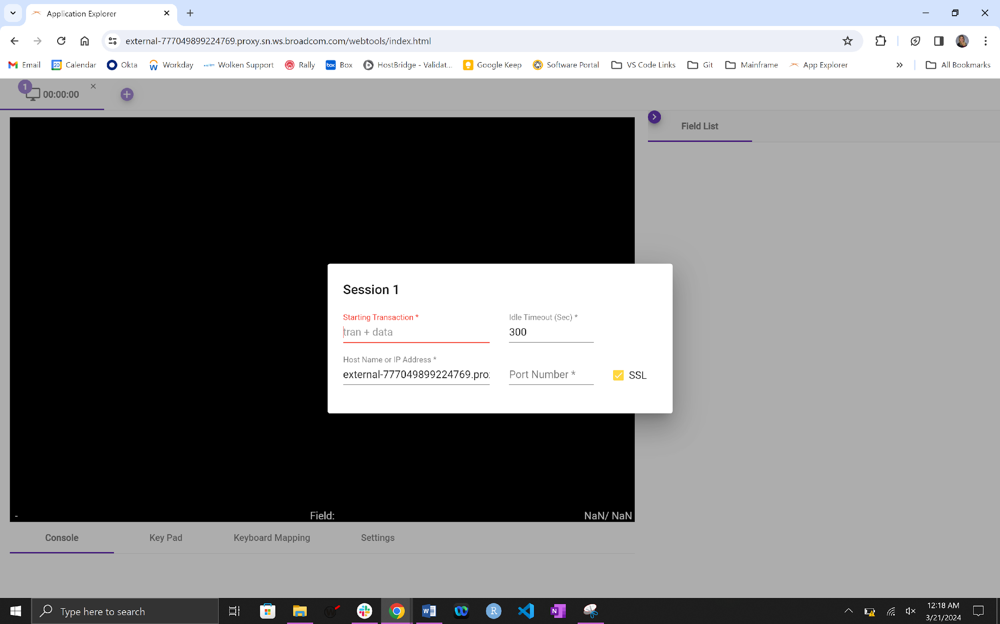 Application Explorer
external-777049899224769.proxy.sn.ws.broadcom.com/webtools/index.html
Email 20 Calendar Okta Workday Wolken Support Rally box Box HostBridge - Validat... Google Keep Software Portal VS Code Links Git Mainframe App Explorer » All Bookmarks
1 00:00:00
Field List
Session 1
Starting Transaction * Idle Timeout (Sec) *
tran + data 300
Host Name or IP Address *
external-777049899224769.pro Port Number * SSL
- Field: NaN/ NaN
Console Key Pad Keyboard Mapping Settings
Type here to search
12:18 AM
3/21/2024